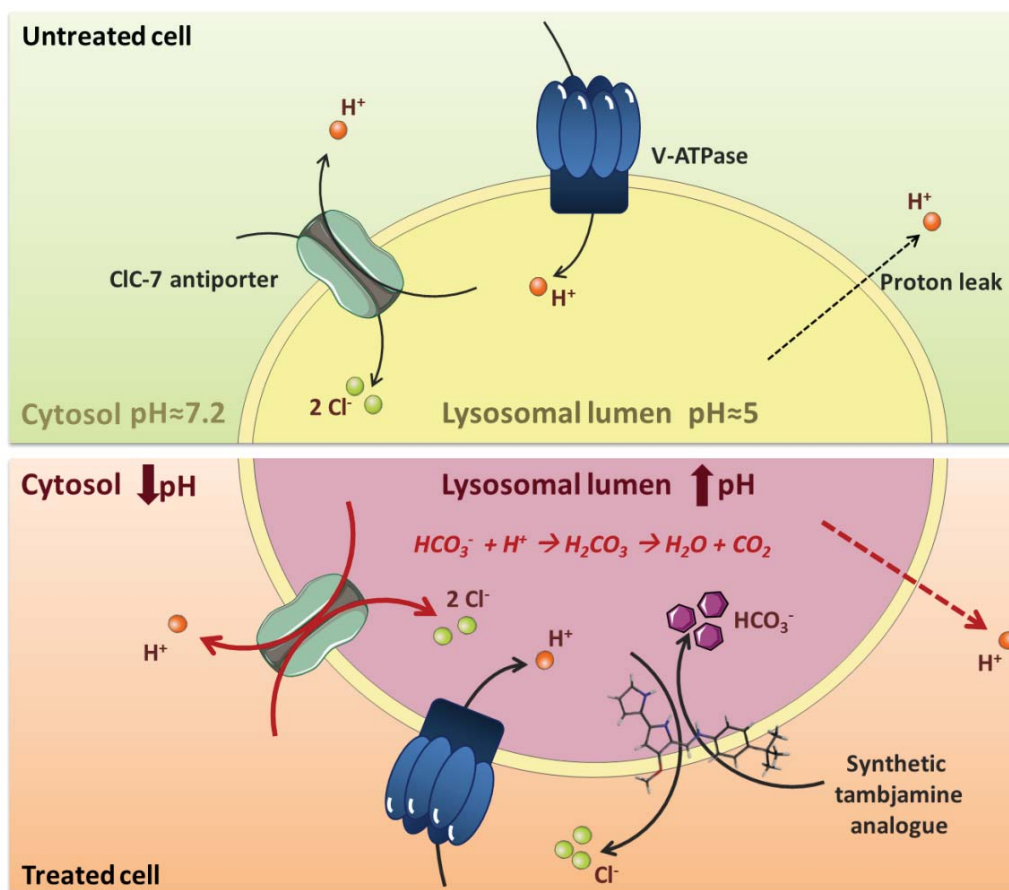 Untreated cell
H⁺
V-ATPase
H⁺
ClC-7 antiporter
H⁺
Proton leak
2 Cl⁻
Cytosol pH≈7.2
Lysosomal lumen pH≈5
Cytosol pH
Lysosomal lumen pH
HCO₃⁻ + H⁺ → H₂CO₃ → H₂O + CO₂
2 Cl⁻
HCO₃⁻
H⁺
H⁺
H⁺
Synthetic
tambjamine
analogue
Cl⁻
Treated cell